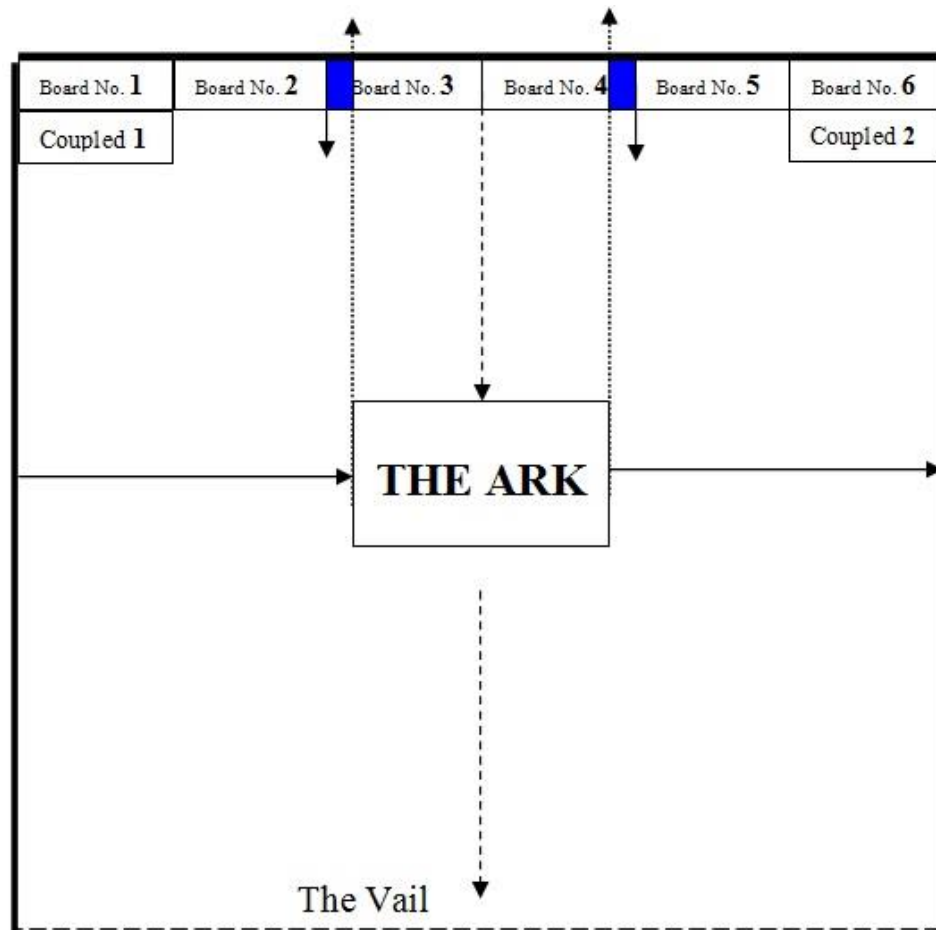 Board No. 1 Board No. 2 Board No. 3 Board No. 4 Board No. 5 Board No. 6
Coupled 1 Coupled 2
THE ARK
The Vail